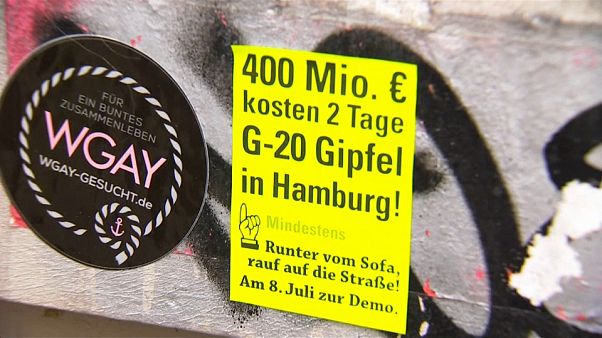 FÜR
EIN BUNTES
ZUSAMMENLEBEN
WGAY
WGAY-GESUCHT.de
400 Mio. €
kosten 2 Tage
G-20 Gipfel
in Hamburg!
Mindestens
Runter vom Sofa,
rauf auf die Straße!
Am 8. Juli zur Demo.